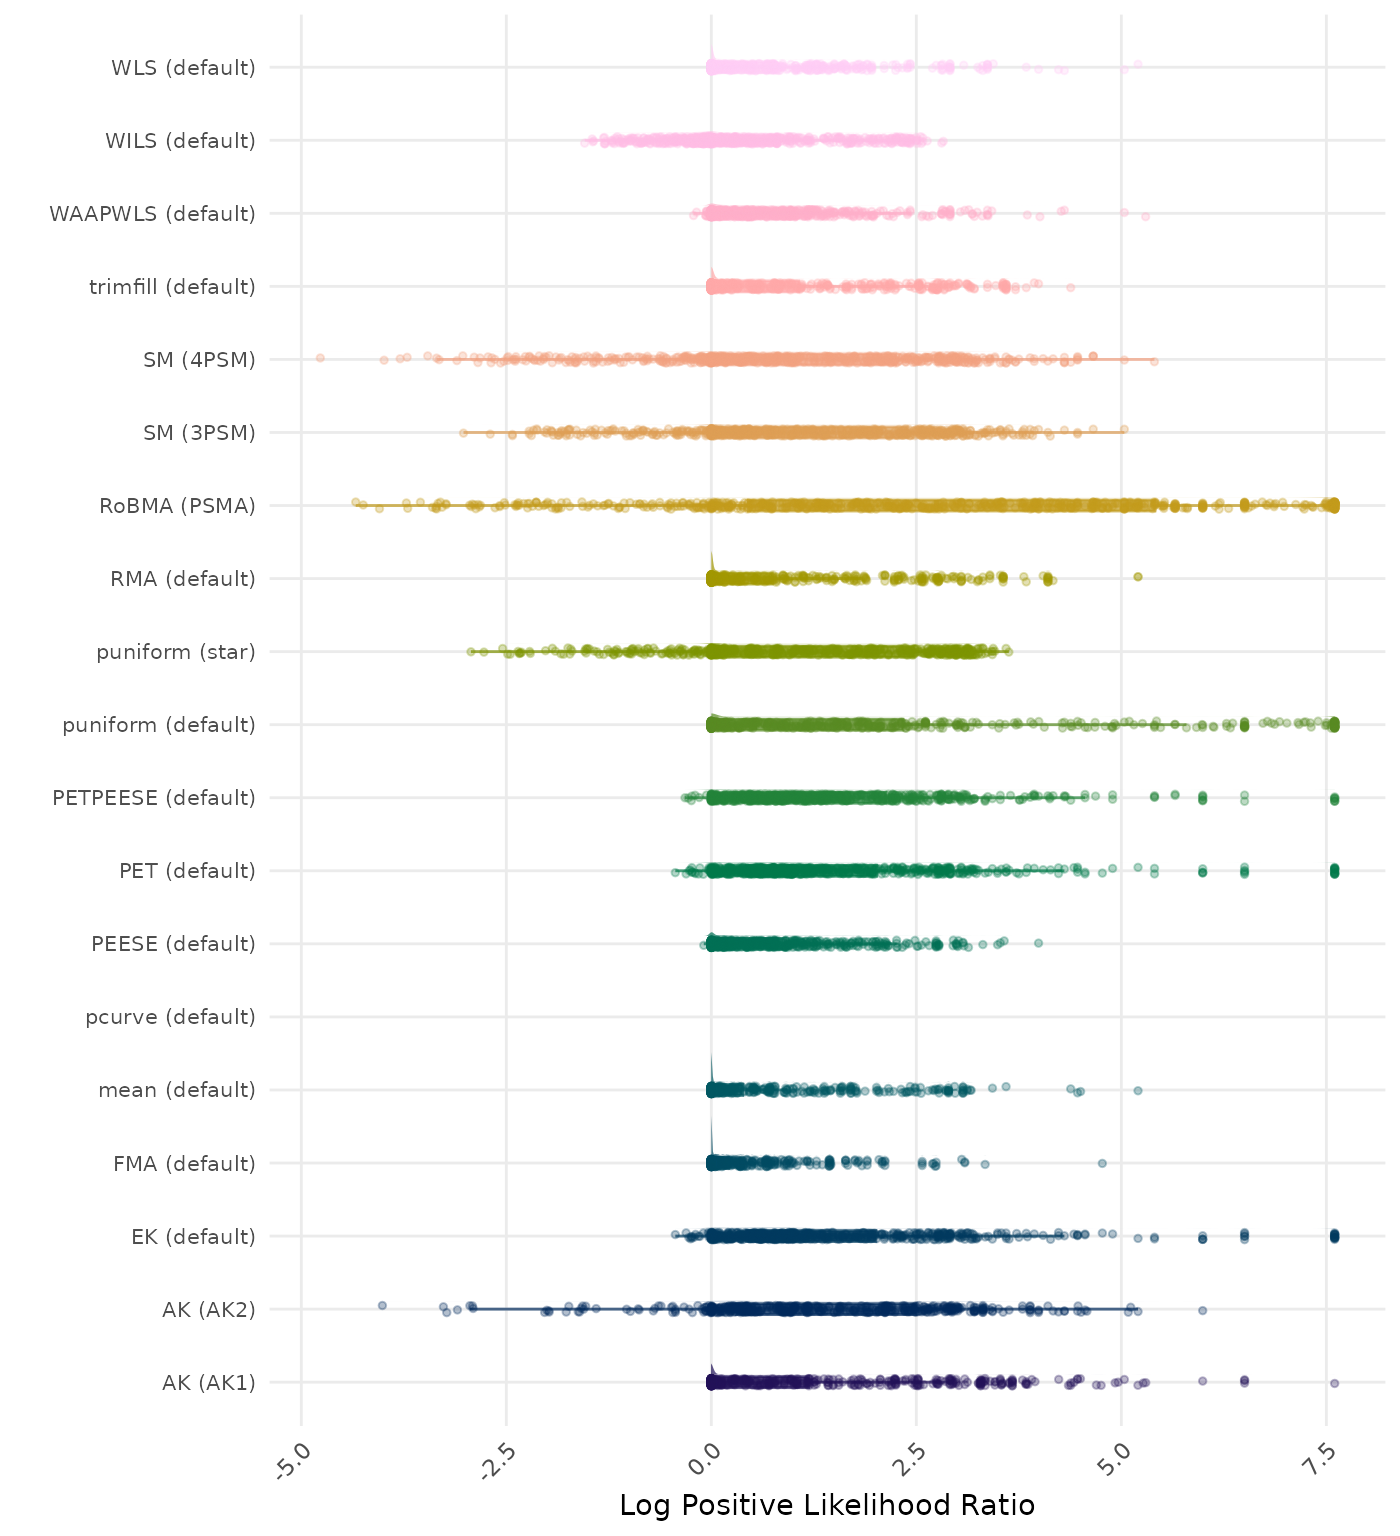 WLS (default)
WILS (default)
WAAPWLS (default)
trimfill (default)
SM (4PSM)
SM (3PSM)
RoBMA (PSMA)
RMA (default)
puniform (star)
puniform (default)
PETPEESE (default)
PET (default)
PEESE (default)
pcurve (default)
mean (default)
FMA (default)
EK (default)
AK (AK2)
AK (AK1)
-5.0 -2.5 0.0 2.5 5.0 7.5
Log Positive Likelihood Ratio